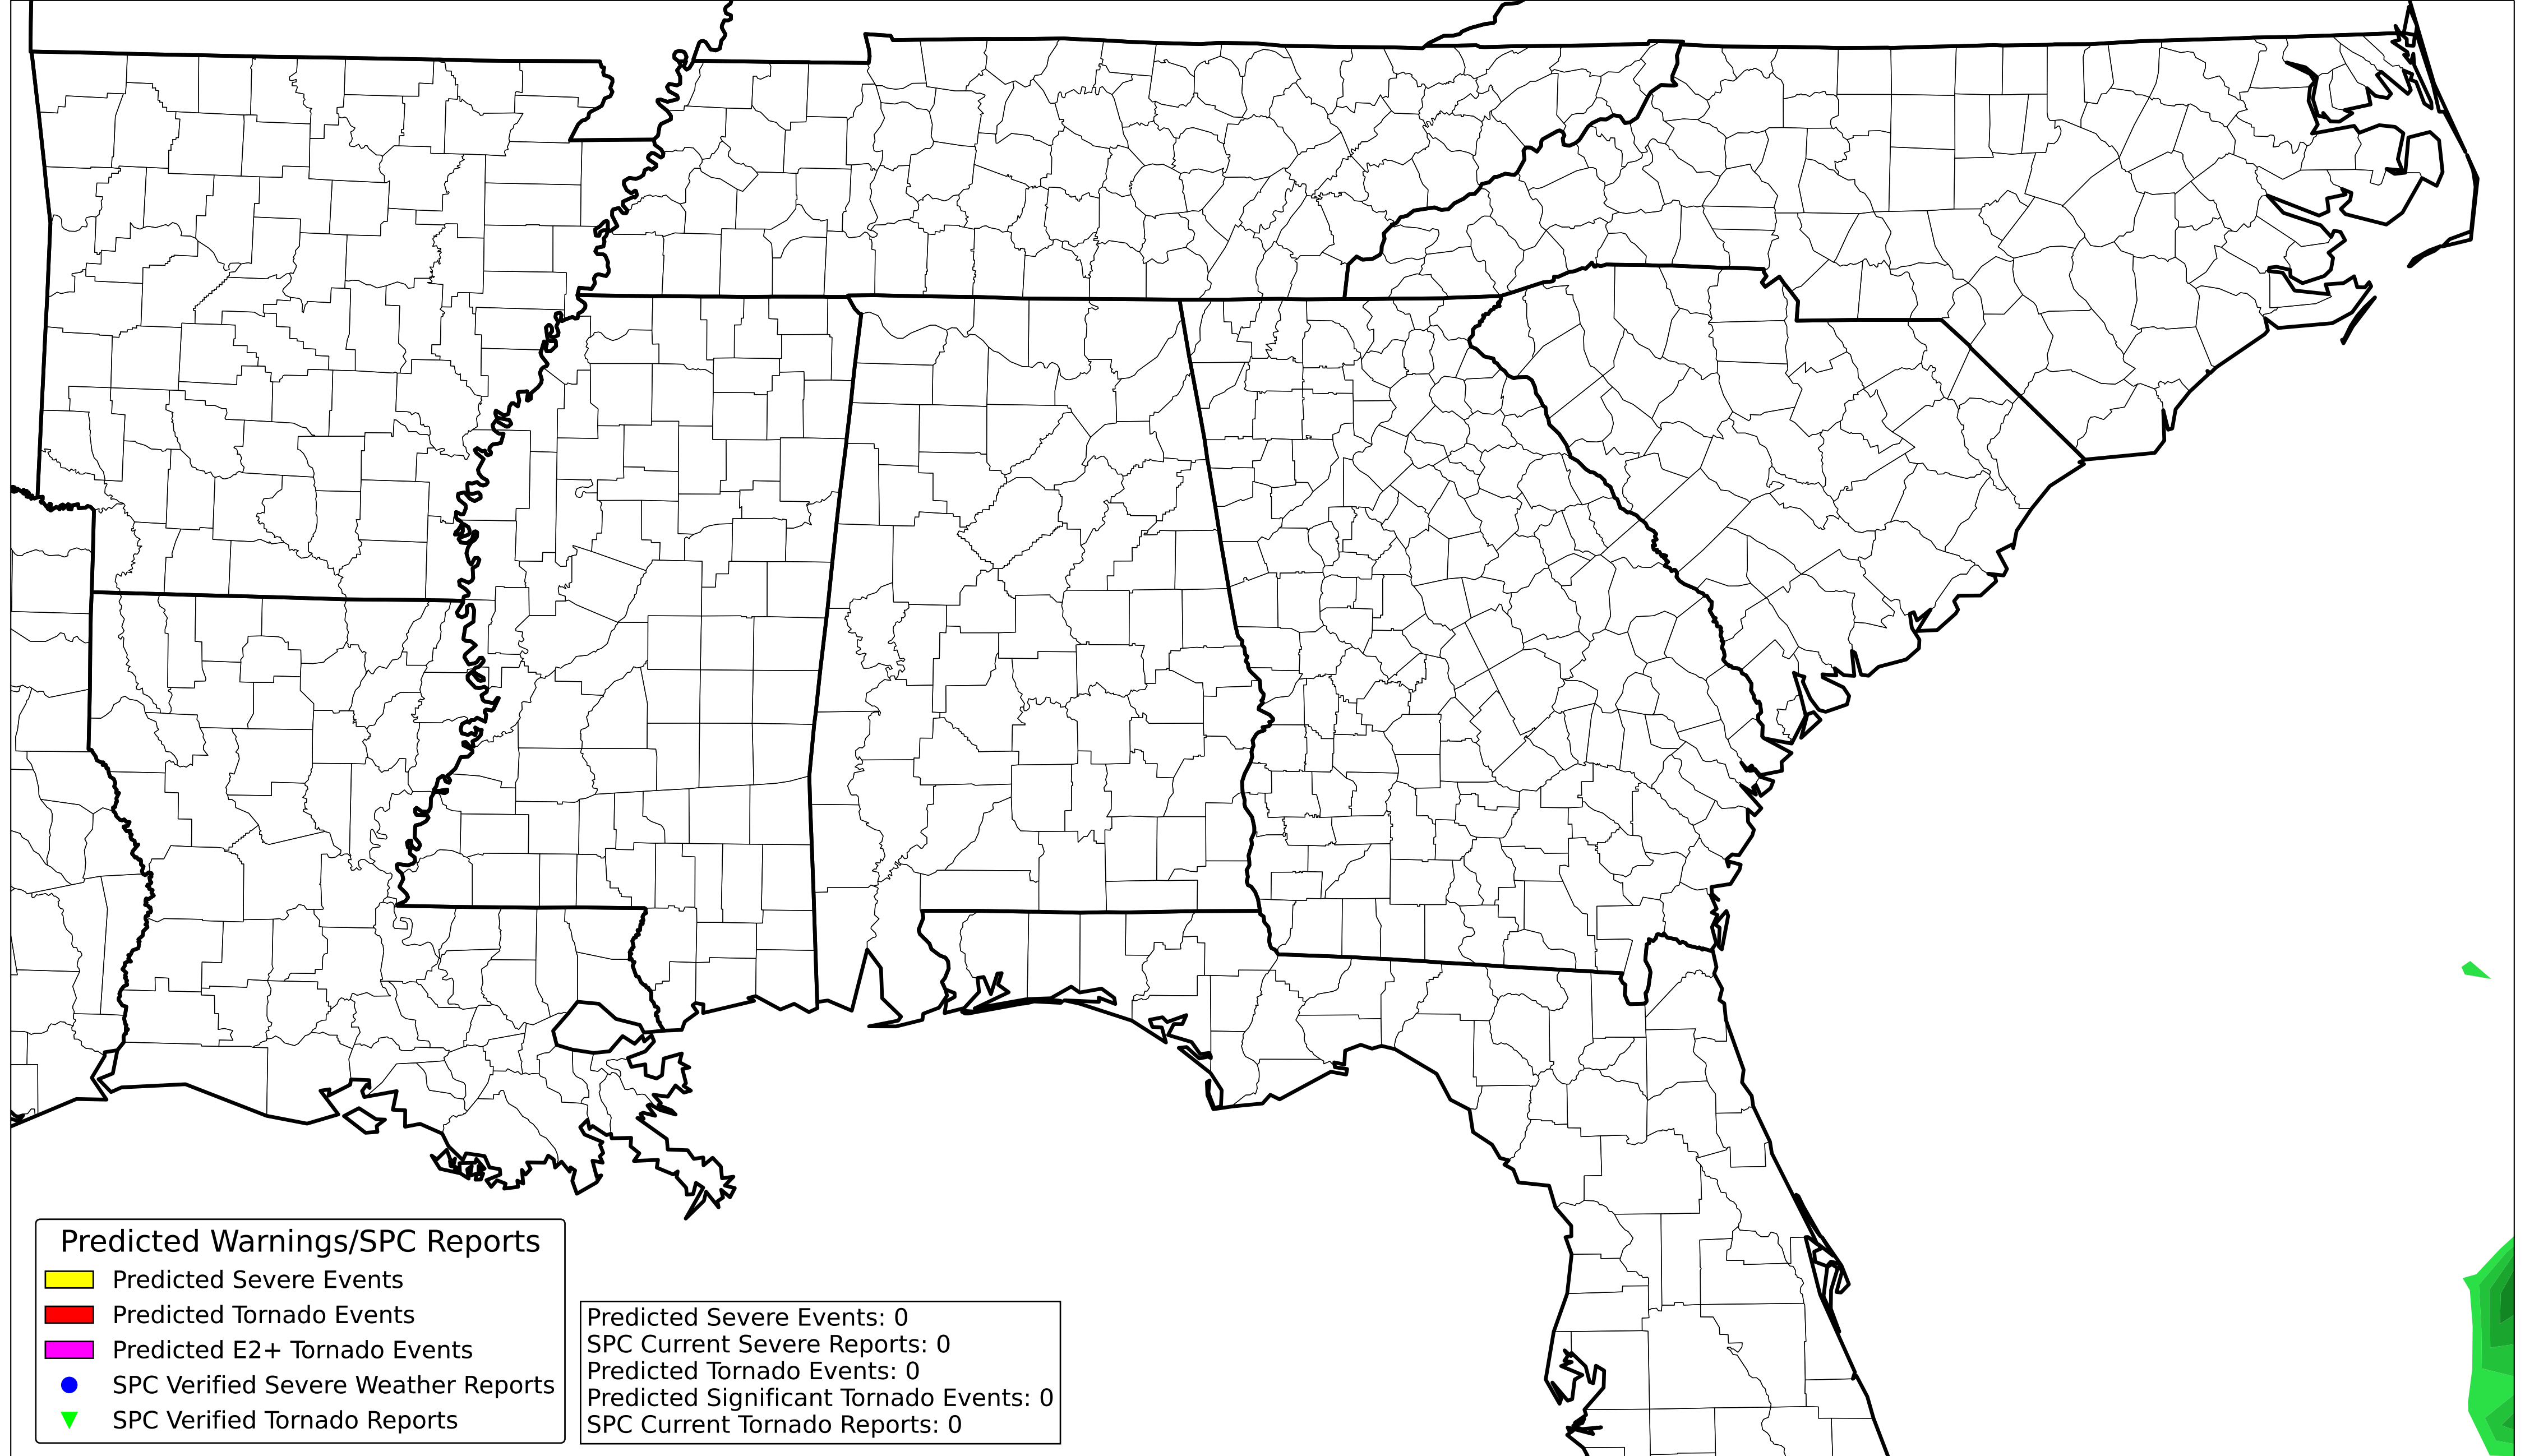 Predicted Warnings/SPC Reports
Predicted Severe Events
Predicted Tornado Events
Predicted E2+ Tornado Events
SPC Verified Severe Weather Reports
SPC Verified Tornado Reports
Predicted Severe Events: 0
SPC Current Severe Reports: 0
Predicted Tornado Events: 0
Predicted Significant Tornado Events: 0
SPC Current Tornado Reports: 0